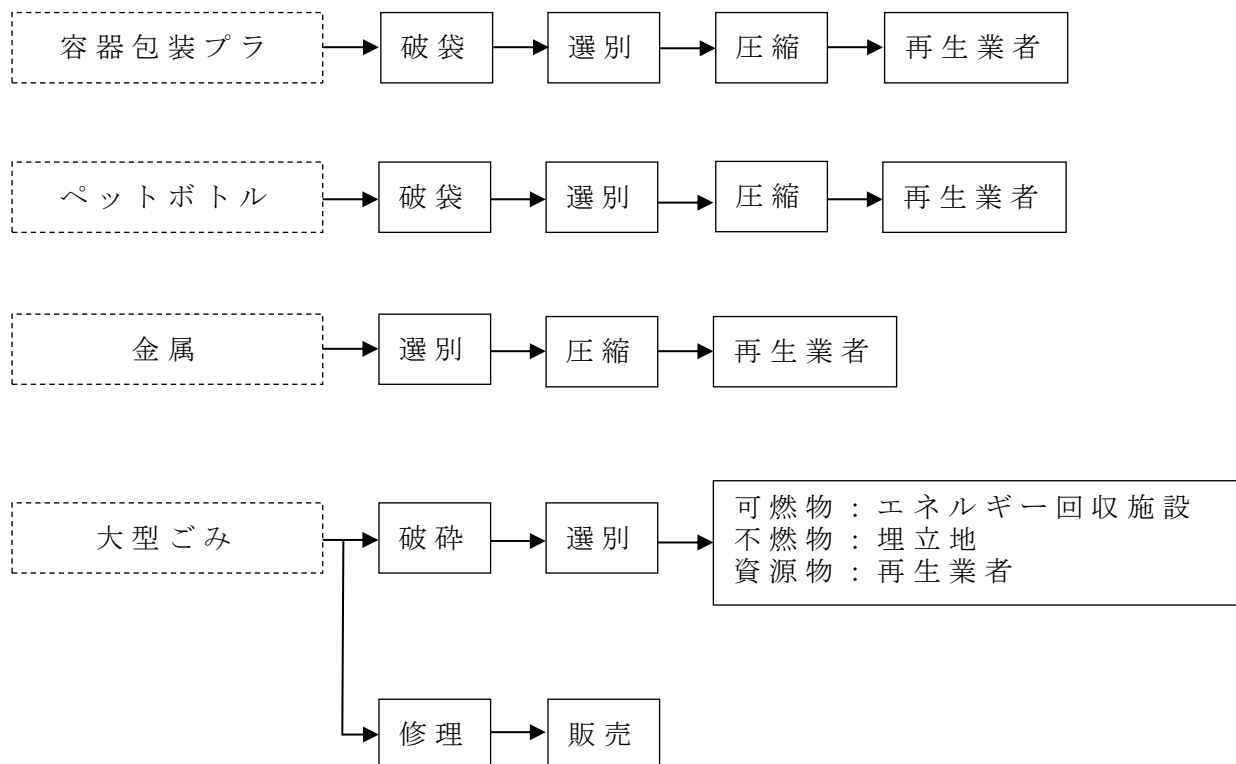 容器包装プラ
破袋
選別
圧縮
再生業者
ペットボトル
破袋
選別
圧縮
再生業者
金属
選別
圧縮
再生業者
大型ごみ
破砕
選別
可燃物：エネルギー回収施設
不燃物：埋立地
資源物：再生業者
修理
販売